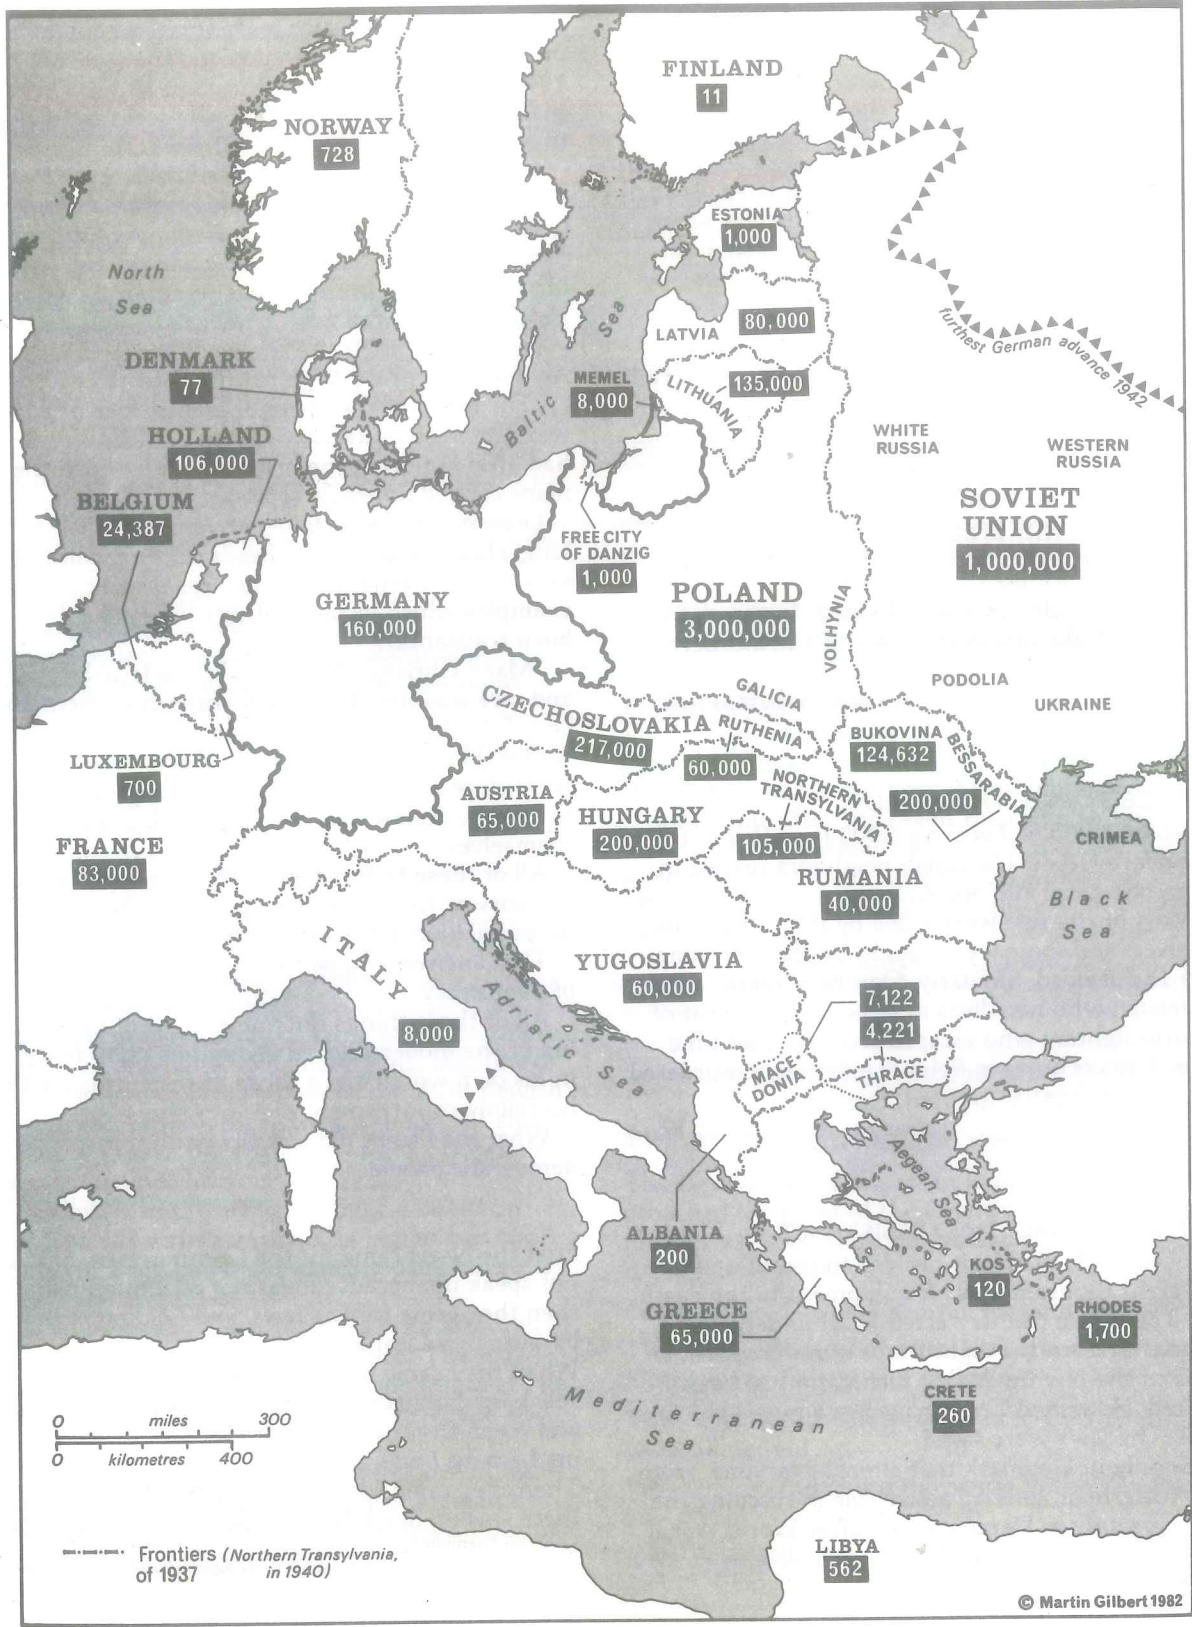 FINLAND
11
NORWAY
728
ESTONIA
1,000
North
Sea
Sea
Baltic
LATVIA
80,000
furthest German advance 1942
DENMARK
77
MEMEL
8,000
LITHUANIA
135,000
HOLLAND
106,000
WHITE
RUSSIA
WESTERN
RUSSIA
BELGIUM
24,387
SOVIET
UNION
1,000,000
FREE CITY
OF DANZIG
1,000
GERMANY
160,000
POLAND
3,000,000
VOLHYNIA
GALICIA
PODOLIA
UKRAINE
CZECHOSLOVAKIA
217,000
RUTHENIA
60,000
BUKOVINA
124,632
BESSARABIA
200,000
LUXEMBOURG
700
AUSTRIA
65,000
HUNGARY
200,000
NORTHERN
TRANSYLVANIA
105,000
CRIMEA
FRANCE
83,000
RUMANIA
40,000
Black
Sea
ITALY
8,000
Adriatic
Sea
YUGOSLAVIA
60,000
7,122
4,221
MACE
DONIA
THRACE
Aegean Sea
ALBANIA
200
KOS
120
GREECE
65,000
RHODES
1,700
CRETE
260
Mediterranean
Sea
0 miles 300
0 kilometres 400
LIBYA
562
Frontiers (Northern Transylvania,
of 1937 in 1940)
© Martin Gilbert 1982